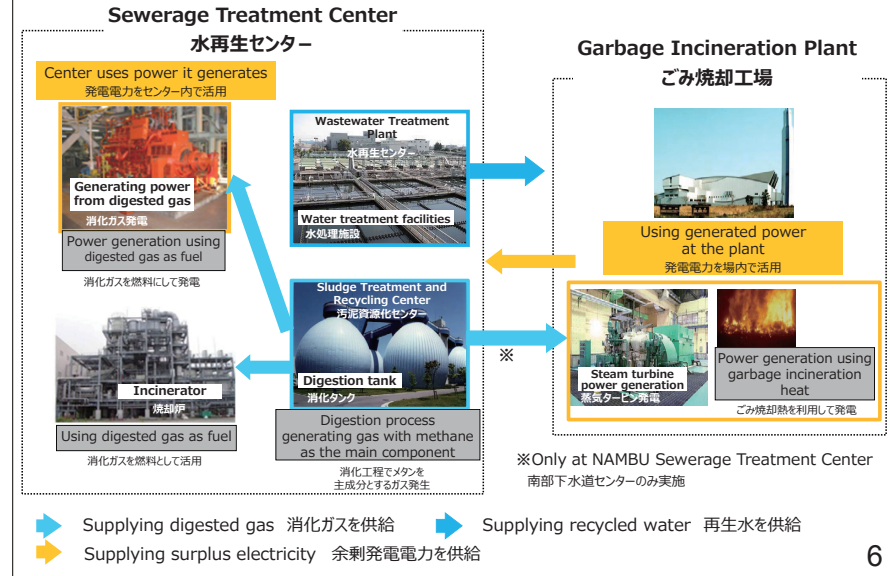 Sewerage Treatment Center
水再生センター
Center uses power it generates
発電電力をセンター内で活用
Generating power
from digested gas
消化ガス発電
Power generation using
digested gas as fuel
消化ガスを燃料にして発電
Incinerator
焼却炉
Using digested gas as fuel
消化ガスを燃料として活用
Wastewater Treatment
Plant
水再生センター
Water treatment facilities
水処理施設
Sludge Treatment and
Recycling Center
汚泥資源化センター
Digestion tank
消化タンク
Digestion process
generating gas with methane
as the main component
消化工程でメタンを
主成分とするガス発生
※
Garbage Incineration Plant
ごみ焼却工場
Using generated power
at the plant
発電電力を場内で活用
Steam turbine
power generation
蒸気タービン発電
Power generation using
garbage incineration
heat
ごみ焼却熱を利用して発電
※Only at NAMBU Sewerage Treatment Center
南部下水道センターのみ実施
Supplying digested gas 消化ガスを供給
Supplying recycled water 再生水を供給
Supplying surplus electricity 余剰発電電力を供給
6